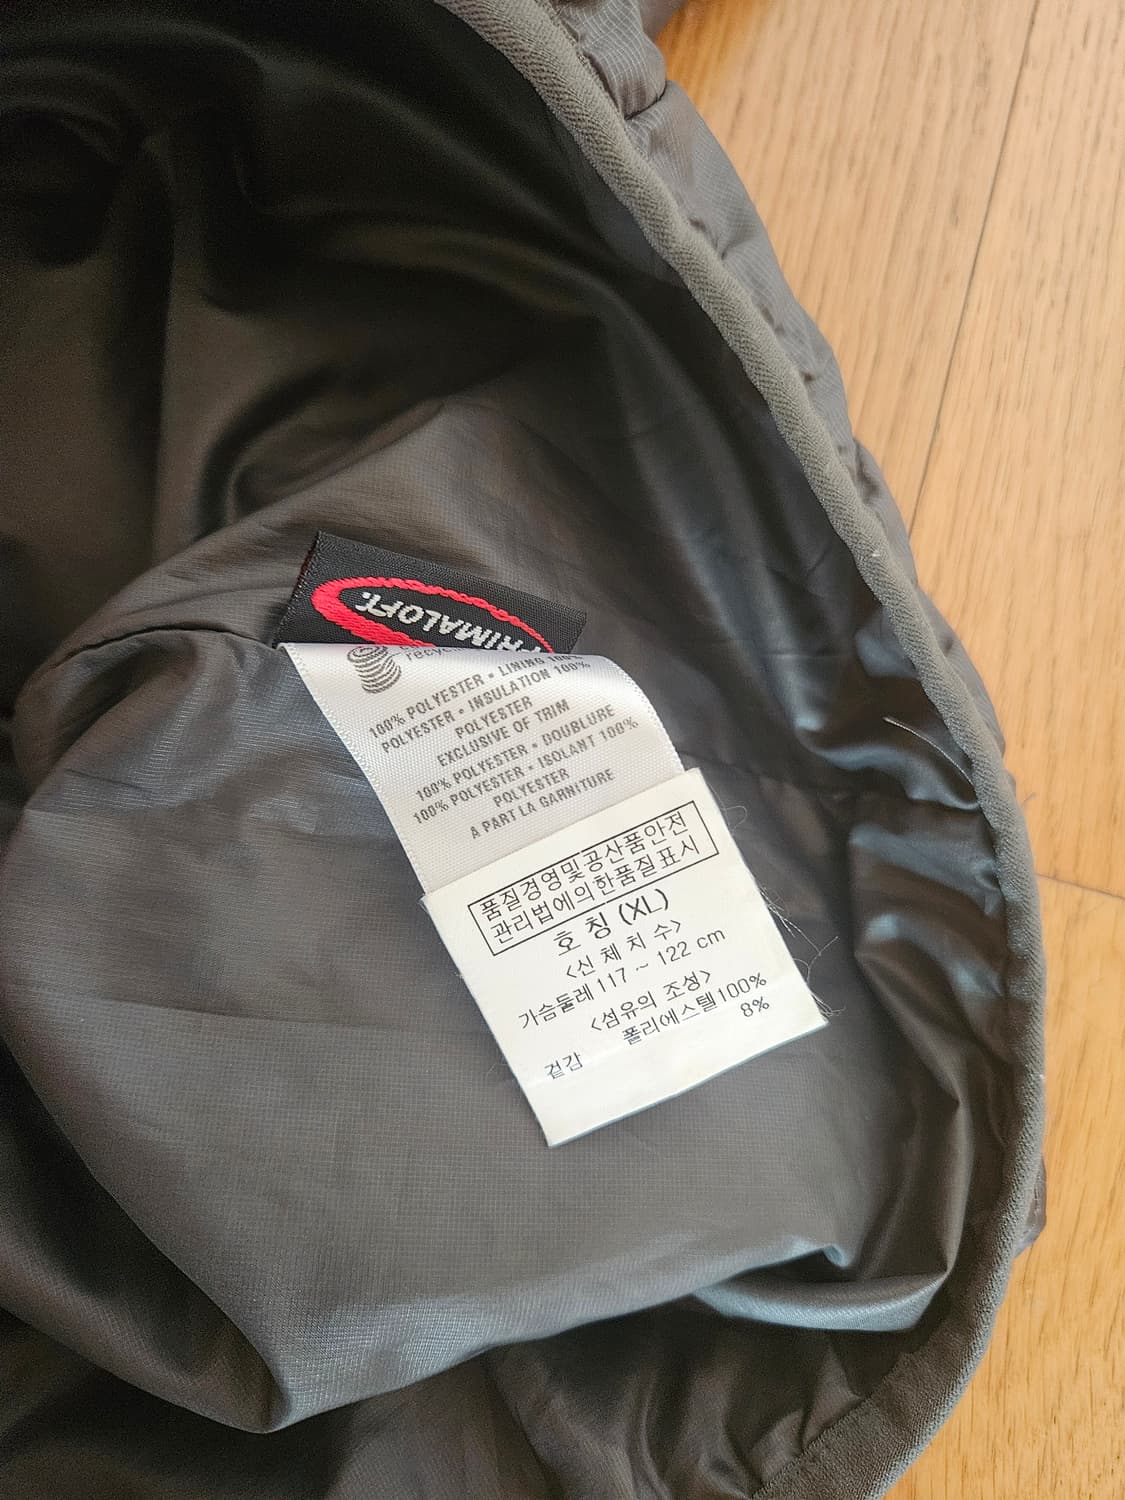 PRIMALOFT.
recyc
100% POLYESTER • LINING 100%
POLYESTER • INSULATION 100%
POLYESTER
EXCLUSIVE OF TRIM
100% POLYESTER • DOUBLURE
100% POLYESTER • ISOLANT 100%
POLYESTER
A PART LA GARNITURE
품질경영및공산품안전
관리법에의한품질표시
호 칭 (XL)
<신 체 치 수>
가슴둘레 117 ~ 122 cm
<섬유의 조성>
폴리에스텔100%
겉감 8%